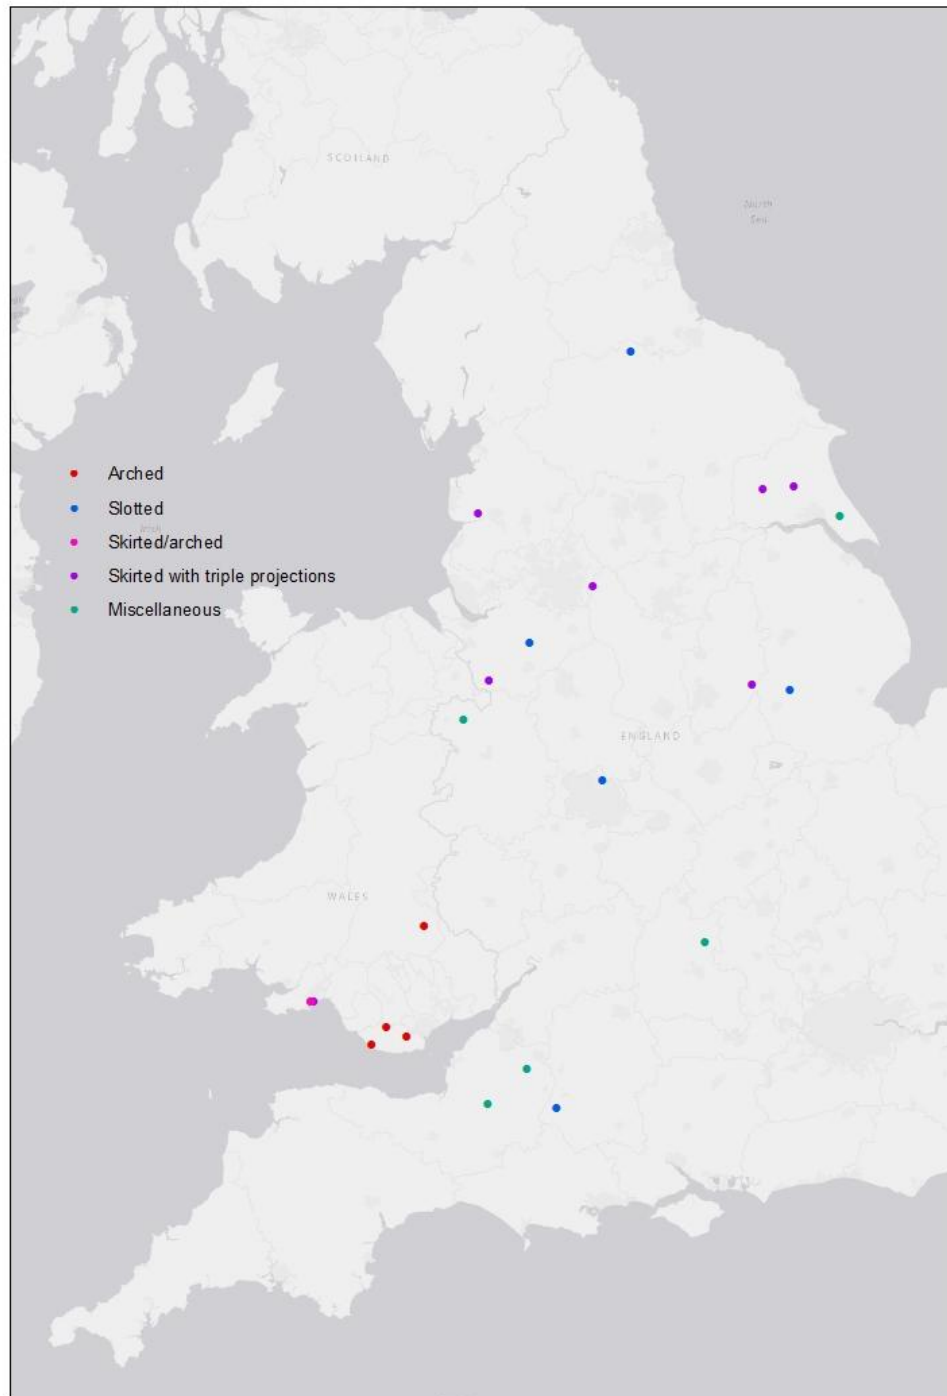 SCOTLAND
North
Sea
Arched
Slotted
Skirted/arched
Skirted with triple projections
Miscellaneous
ENGLAND
WALES